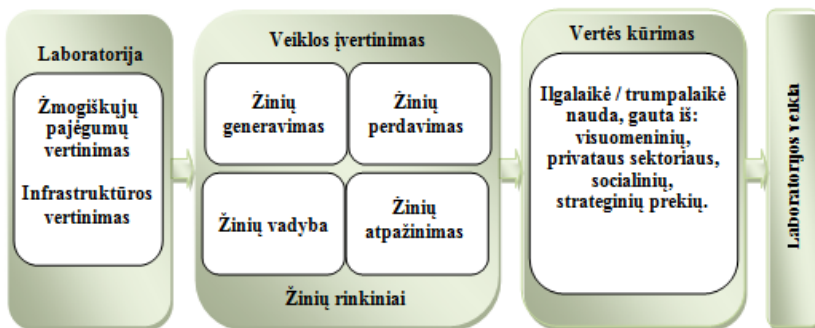 Laboratorija
Žmogiškųjų
pajėgumų
vertinimas
Infrastruktūros
vertinimas
Veiklos įvertinimas
Žinių
generavimas
Žinių
perdavimas
Žinių vadyba
Žinių
atpažinimas
Žinių rinkiniai
Vertės kūrimas
Ilgalaikė / trumpalaikė
nauda, gauta iš:
visuomeninių,
privataus sektoriaus,
socialinių,
strateginių prekių.
Laboratorijos veikla